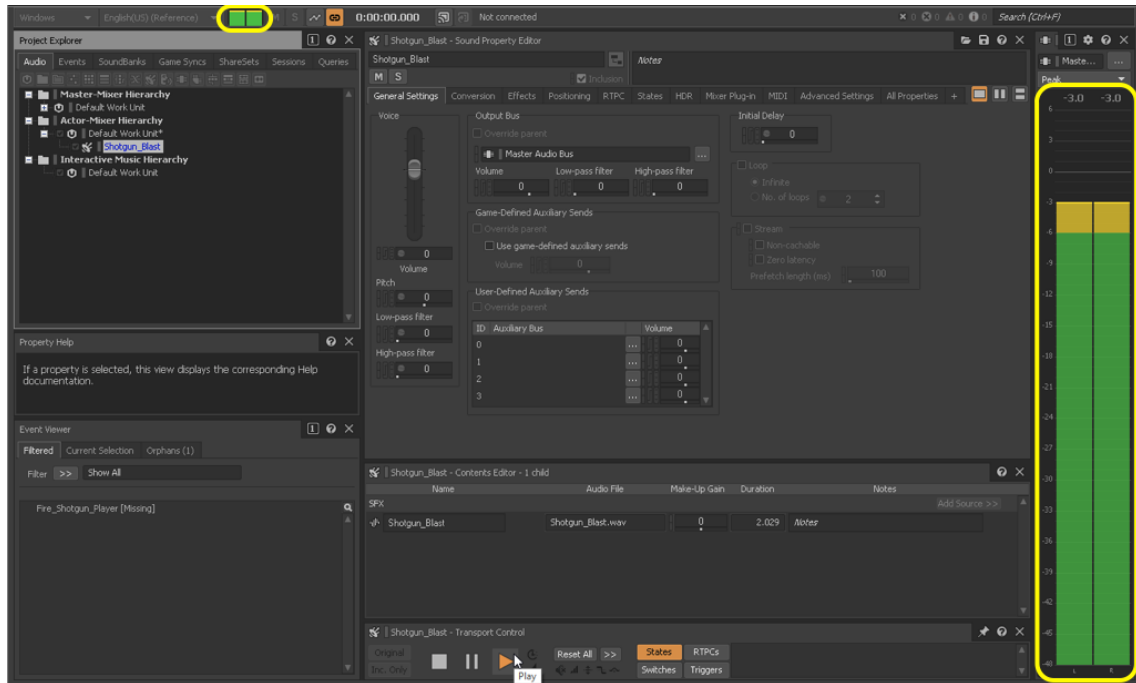 Windows English(US) (Reference) M S 0:00:00.000 Not connected 0 0 0 0 Search (Ctrl+F)
Project Explorer 1
Audio Events SoundBanks Game Syncs ShareSets Sessions Queries
Master-Mixer Hierarchy
Default Work Unit
Actor-Mixer Hierarchy
Default Work Unit*
Shotgun_Blast
Interactive Music Hierarchy
Default Work Unit
Property Help
If a property is selected, this view displays the corresponding Help
documentation.
Event Viewer 1
Filtered Current Selection Orphans (1)
Filter >> Show All
Fire_Shotgun_Player [Missing]
Shotgun_Blast - Sound Property Editor
Shotgun_Blast Notes
M S Inclusion
General Settings Conversion Effects Positioning RTPC States HDR Mixer Plug-in MIDI Advanced Settings All Properties +
Voice
0
Volume
Pitch
0
Low-pass filter
0
High-pass filter
0
Output Bus
Override parent
Master Audio Bus ...
Volume Low-pass filter High-pass filter
0 0 0
Game-Defined Auxiliary Sends
Override parent
Use game-defined auxiliary sends
Volume 0
User-Defined Auxiliary Sends
Override parent
ID Auxiliary Bus Volume
0 ... 0
1 ... 0
2 ... 0
3 ... 0
Initial Delay
0
Loop
Infinite
No. of loops 2
Stream
Non-cachable
Zero latency
Prefetch length (ms) 100
Shotgun_Blast - Contents Editor - 1 child
Name Audio File Make-Up Gain Duration Notes
SFX Add Source >>
Shotgun_Blast Shotgun_Blast.wav 0 2.029 Notes
Shotgun_Blast - Transport Control
Original Reset All >> States RTPCs
Inc. Only Switches Triggers
Play
1
Maste... ...
Peak
-3.0 -3.0
6
3
0
-3
-6
-9
-12
-15
-18
-21
-24
-27
-30
-33
-36
-39
-42
-45
-48
L R